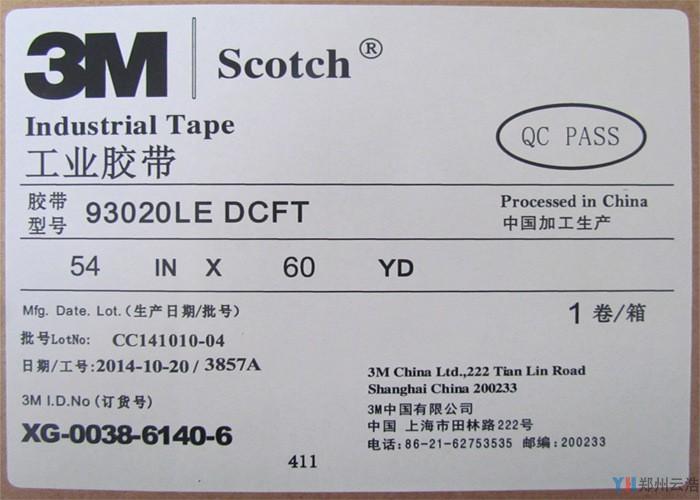 3M | Scotch®
Industrial Tape
工业胶带
QC PASS
胶带型号 93020LE DCFT
Processed in China
中国加工生产
54 IN X 60 YD
Mfg. Date. Lot. (生产日期/批号)
1 卷/箱
批号LotNo: CC141010-04
日期/工号: 2014-10-20 / 3857A
3M China Ltd.,222 Tian Lin Road
Shanghai China 200233
3M I.D.No (订货号)
3M中国有限公司
中国 上海市田林路222号
XG-0038-6140-6
电话:86-21-62753535 邮编:200233
411
YH郑州云浩